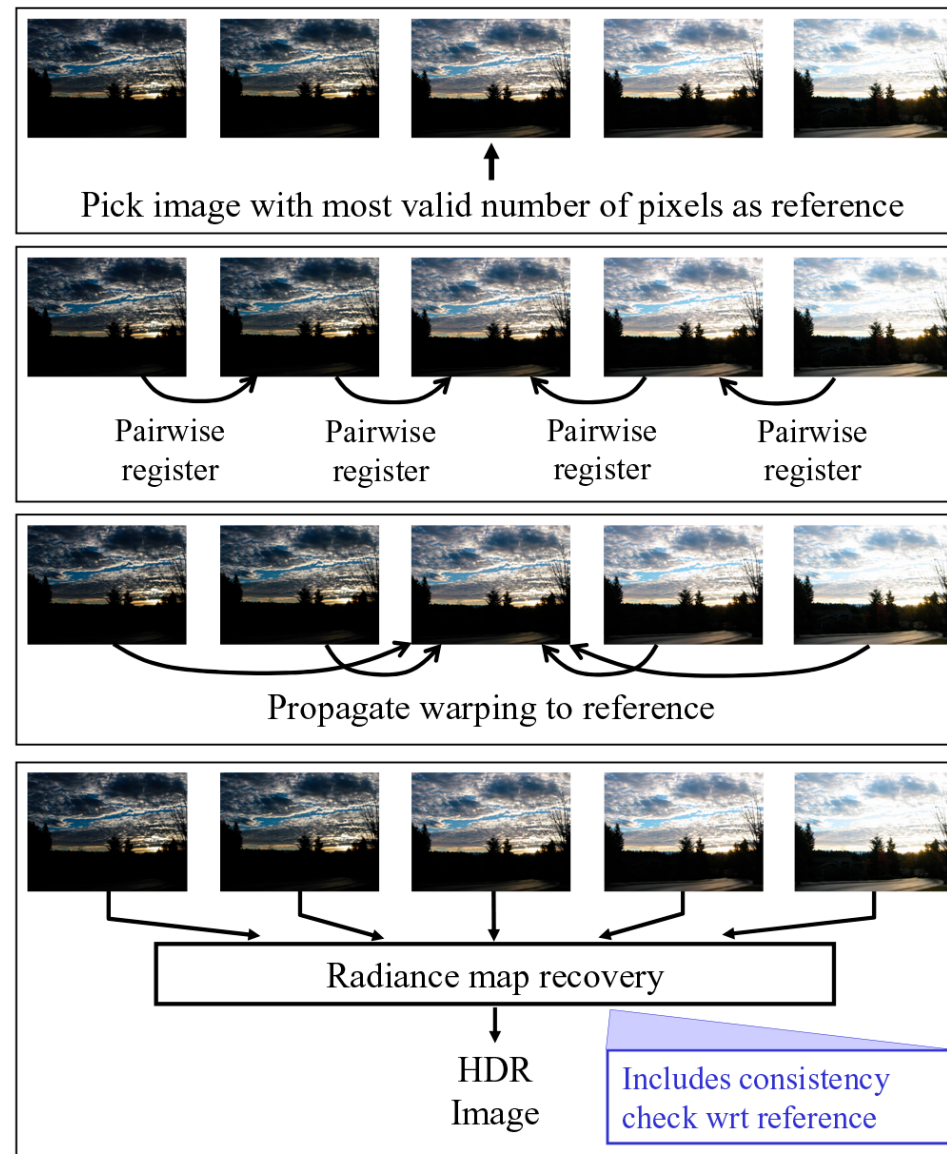 Pick image with most valid number of pixels as reference
Pairwise
register
Pairwise
register
Pairwise
register
Pairwise
register
Propagate warping to reference
Radiance map recovery
HDR
Image
Includes consistency
check wrt reference